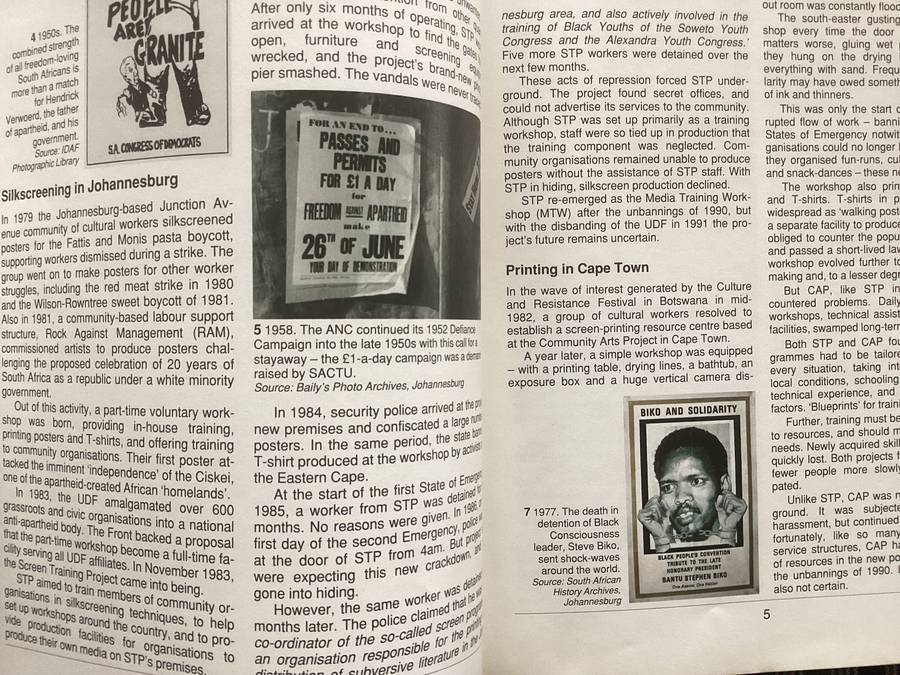 PEOPLE
ARE
GRANITE
S.A. CONGRESS OF DEMOCRATS
4 1950s. The
combined strength
of all freedom-loving
South Africans is
more than a match
for Hendrik
Verwoerd, the father
of apartheid, and his
government.
Source: IDAF
Photographic Library
Silkscreening in Johannesburg
In 1979 the Johannesburg-based Junction Av-
enue community of cultural workers silkscreened
posters for the Fattis and Monis pasta boycott,
supporting workers dismissed during a strike. The
group went on to make posters for other worker
struggles, including the red meat strike in 1980
and the Wilson-Rowntree sweet boycott of 1981.
Also in 1981, a community-based labour support
structure, Rock Against Management (RAM),
commissioned artists to produce posters chal-
lenging the proposed celebration of 20 years of
South Africa as a republic under a white minority
government.
Out of this activity, a part-time voluntary work-
shop was born, providing in-house training,
printing posters and T-shirts, and offering training
to community organisations. Their first poster at-
tacked the imminent 'independence' of the Ciskei,
one of the apartheid-created African 'homelands'.
In 1983, the UDF amalgamated over 600
grassroots and civic organisations into a national
anti-apartheid body. The Front backed a proposal
that the part-time workshop become a full-time fa-
cility serving all UDF affiliates. In November 1983,
the Screen Training Project came into being.
STP aimed to train members of community or-
ganisations in silkscreening techniques, to help
set up workshops around the country, and to pro-
vide production facilities for organisations to
produce their own media on STP's premises.
from other
After only six months of operating, STP
arrived at the workshop to find the
open, furniture and screening
wrecked, and the project's brand-new
pier smashed. The vandals were never
FOR AN END TO...
PASSES AND
PERMITS
FOR £1 A DAY
for
FREEDOM AGAINST APARTHEID
make
26TH OF JUNE
YOUR DAY OF DEMONSTRATION
5 1958. The ANC continued its 1952 Defiance
Campaign into the late 1950s with this call for a
stayaway – the £1-a-day campaign was a
raised by SACTU.
Source: Baily's Photo Archives, Johannesburg
In 1984, security police arrived at the
new premises and confiscated a large
posters. In the same period, the state
T-shirt produced at the workshop by
the Eastern Cape.
At the start of the first State of
1985, a worker from STP was detained
months. No reasons were given. In
first day of the second Emergency, police
at the door of STP from 4am. But
were expecting this new crackdown,
gone into hiding.
However, the same worker was
months later. The police claimed that he
co-ordinator of the so-called screen
an organisation responsible for the
distribution of subversive literature in the
nesburg area, and also actively involved in the
training of Black Youths of the Soweto Youth
Congress and the Alexandra Youth Congress.'
Five more STP workers were detained over the
next few months.
These acts of repression forced STP under-
ground. The project found secret offices, and
could not advertise its services to the community.
Although STP was set up primarily as a training
workshop, staff were so tied up in production that
the training component was neglected. Com-
munity organisations remained unable to produce
posters without the assistance of STP staff. With
STP in hiding, silkscreen production declined.
STP re-emerged as the Media Training Work-
shop (MTW) after the unbannings of 1990, but
with the disbanding of the UDF in 1991 the pro-
ject's future remains uncertain.
Printing in Cape Town
In the wave of interest generated by the Culture
and Resistance Festival in Botswana in mid-
1982, a group of cultural workers resolved to
establish a screen-printing resource centre based
at the Community Arts Project in Cape Town.
A year later, a simple workshop was equipped
– with a printing table, drying lines, a bathtub, an
exposure box and a huge vertical camera dis-
7 1977. The death in
detention of Black
Consciousness
leader, Steve Biko,
sent shock-waves
around the world.
Source: South African
History Archives,
Johannesburg
BIKO AND SOLIDARITY
BLACK PEOPLE'S CONVENTION
TRIBUTE TO THE LATE
HONORARY PRESIDENT
BANTU STEPHEN BIKO
One Azania, One Nation
out room was constantly
The south-easter gusting
shop every time the door
matters worse, gluing wet
they hung on the drying
everything with sand.
larity may have owed
of ink and thinners.
This was only the start
rupted flow of work –
States of Emergency
ganisations could no longer
they organised fun-runs,
and snack-dances – these
The workshop also
and T-shirts. T-shirts in
widespread as 'walking
a separate facility to produce
obliged to counter the
and passed a short-lived
workshop evolved further
making and, to a lesser
But CAP, like STP in
countered problems. Daily
workshops, technical
facilities, swamped
Both STP and CAP
grammes had to be
every situation, taking
local conditions, schooling,
technical experience, and
factors. 'Blueprints' for
Further, training must
to resources, and should
needs. Newly acquired
quickly lost. Both projects
fewer people more slowly
pated.
Unlike STP, CAP was
ground. It was
harassment, but continued
fortunately, like so many
service structures, CAP
of resources in the new
the unbannings of 1990.
also not certain.
5